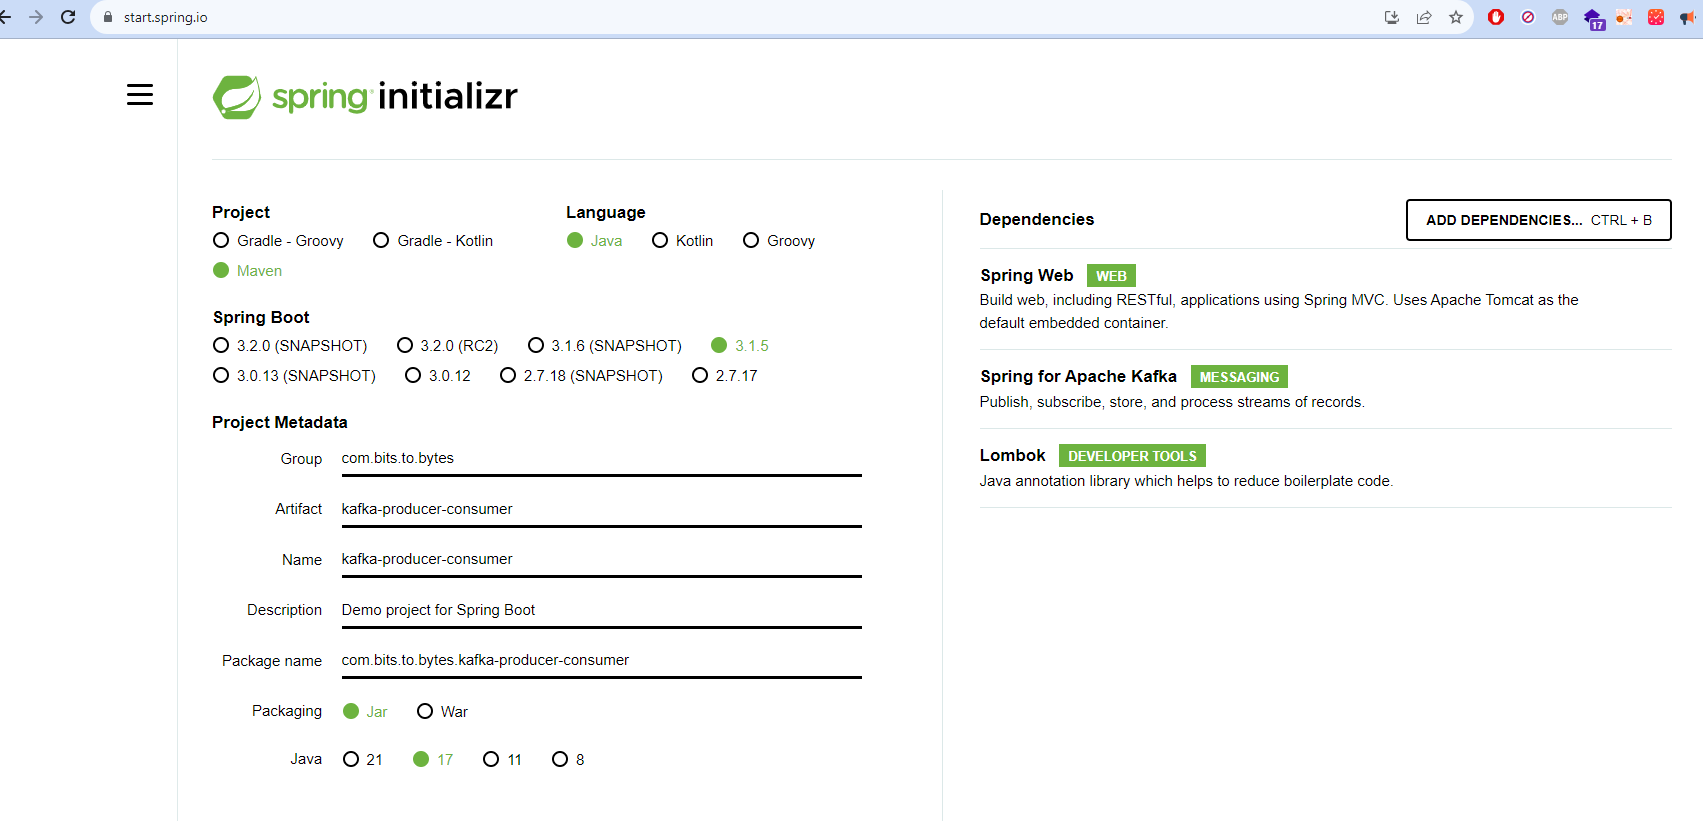 start.spring.io
ABP
17
spring initializr
Project
Gradle - Groovy
Gradle - Kotlin
Maven
Language
Java
Kotlin
Groovy
Spring Boot
3.2.0 (SNAPSHOT)
3.2.0 (RC2)
3.1.6 (SNAPSHOT)
3.1.5
3.0.13 (SNAPSHOT)
3.0.12
2.7.18 (SNAPSHOT)
2.7.17
Project Metadata
Group com.bits.to.bytes
Artifact kafka-producer-consumer
Name kafka-producer-consumer
Description Demo project for Spring Boot
Package name com.bits.to.bytes.kafka-producer-consumer
Packaging Jar War
Java 21 17 11 8
Dependencies
ADD DEPENDENCIES... CTRL + B
Spring Web WEB
Build web, including RESTful, applications using Spring MVC. Uses Apache Tomcat as the
default embedded container.
Spring for Apache Kafka MESSAGING
Publish, subscribe, store, and process streams of records.
Lombok DEVELOPER TOOLS
Java annotation library which helps to reduce boilerplate code.